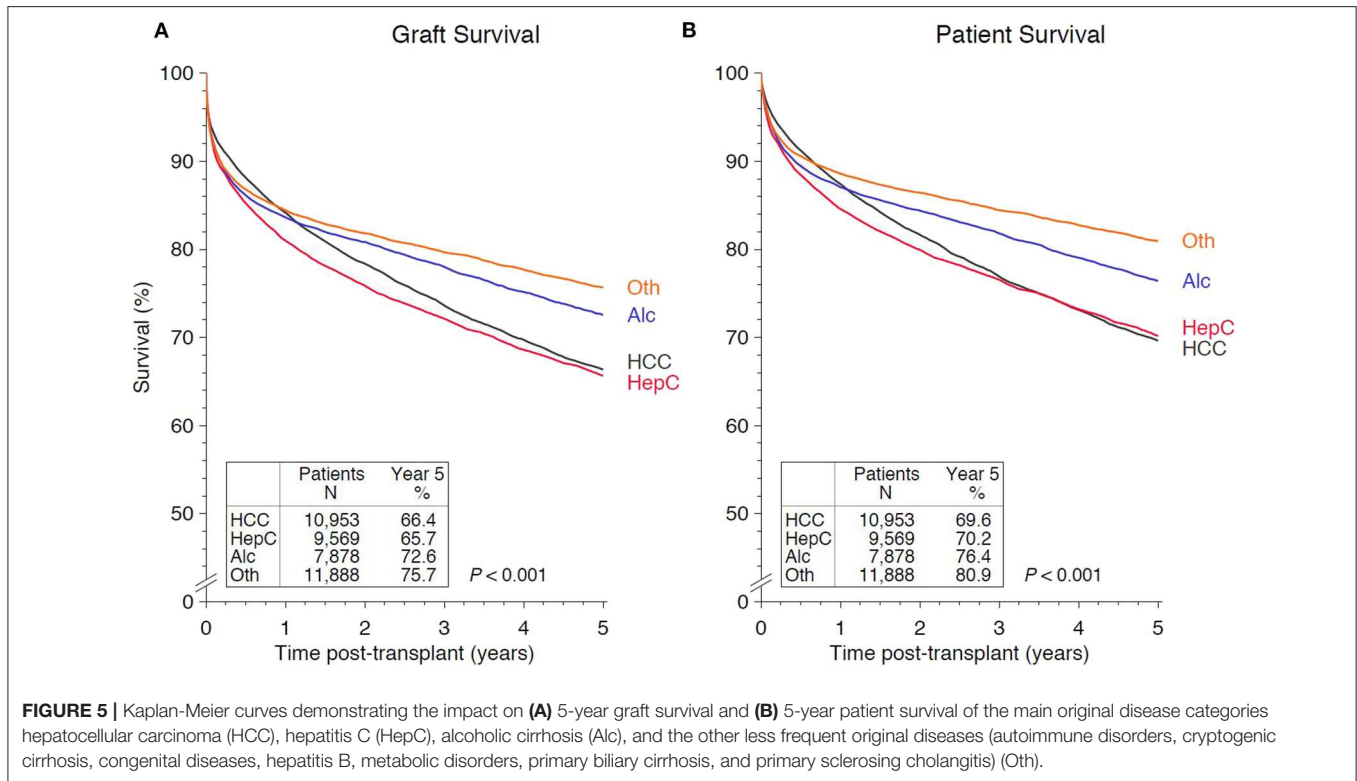 A
Graft Survival
100
90
80
70
60
50
0
Survival (%)
Oth
Alc
HCC
HepC
Patients Year 5
N %
HCC 10,953 66.4
HepC 9,569 65.7
Alc 7,878 72.6
Oth 11,888 75.7
P < 0.001
0 1 2 3 4 5
Time post-transplant (years)
B
Patient Survival
100
90
80
70
60
50
0
Oth
Alc
HepC
HCC
Patients Year 5
N %
HCC 10,953 69.6
HepC 9,569 70.2
Alc 7,878 76.4
Oth 11,888 80.9
P < 0.001
0 1 2 3 4 5
Time post-transplant (years)
FIGURE 5 | Kaplan-Meier curves demonstrating the impact on (A) 5-year graft survival and (B) 5-year patient survival of the main original disease categories
hepatocellular carcinoma (HCC), hepatitis C (HepC), alcoholic cirrhosis (Alc), and the other less frequent original diseases (autoimmune disorders, cryptogenic
cirrhosis, congenital diseases, hepatitis B, metabolic disorders, primary biliary cirrhosis, and primary sclerosing cholangitis) (Oth).